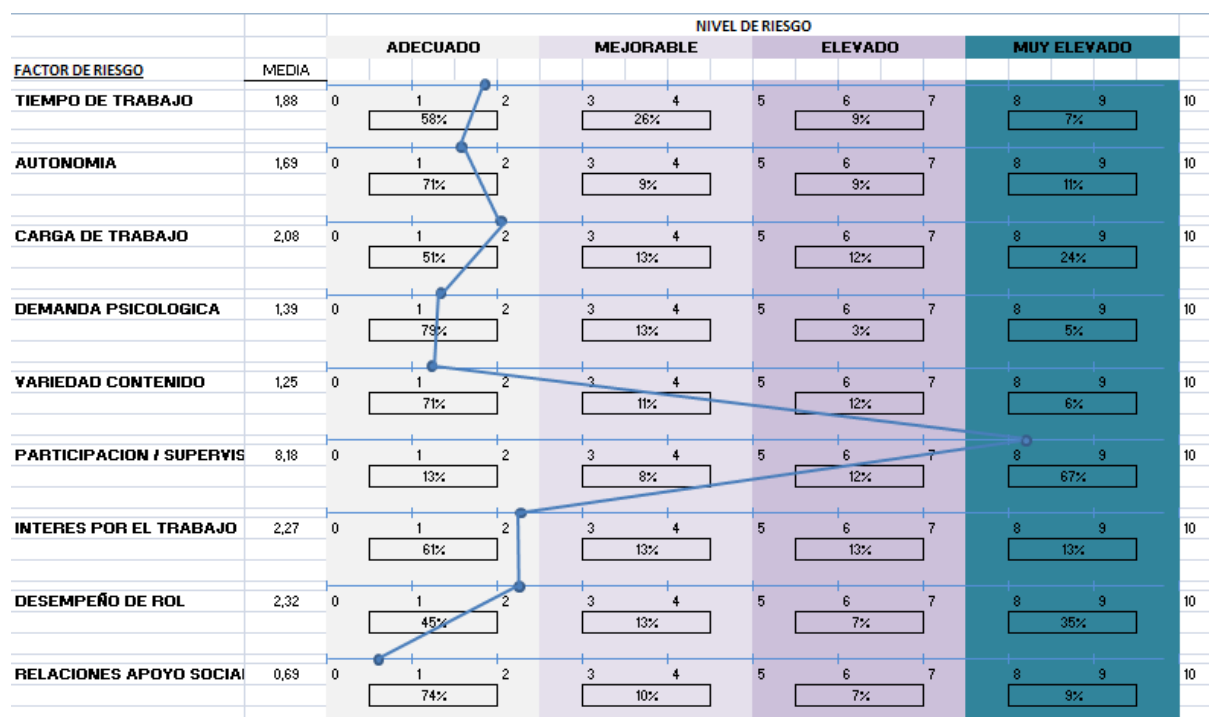 NIVEL DE RIESGO
ADECUADO MEJORABLE ELEVADO MUY ELEVADO
FACTOR DE RIESGO MEDIA
TIEMPO DE TRABAJO 1,88 0 1 2 3 4 5 6 7 8 9 10
58% 26% 9% 7%
AUTONOMIA 1,69 0 1 2 3 4 5 6 7 8 9 10
71% 9% 9% 11%
CARGA DE TRABAJO 2,08 0 1 2 3 4 5 6 7 8 9 10
51% 13% 12% 24%
DEMANDA PSICOLOGICA 1,39 0 1 2 3 4 5 6 7 8 9 10
79% 13% 3% 5%
VARIEDAD CONTENIDO 1,25 0 1 2 3 4 5 6 7 8 9 10
71% 11% 12% 6%
PARTICIPACION / SUPERVIS 8,18 0 1 2 3 4 5 6 7 8 9 10
13% 8% 12% 67%
INTERES POR EL TRABAJO 2,27 0 1 2 3 4 5 6 7 8 9 10
61% 13% 13% 13%
DESEMPEÑO DE ROL 2,32 0 1 2 3 4 5 6 7 8 9 10
45% 13% 7% 35%
RELACIONES APOYO SOCIAL 0,69 0 1 2 3 4 5 6 7 8 9 10
74% 10% 7% 9%